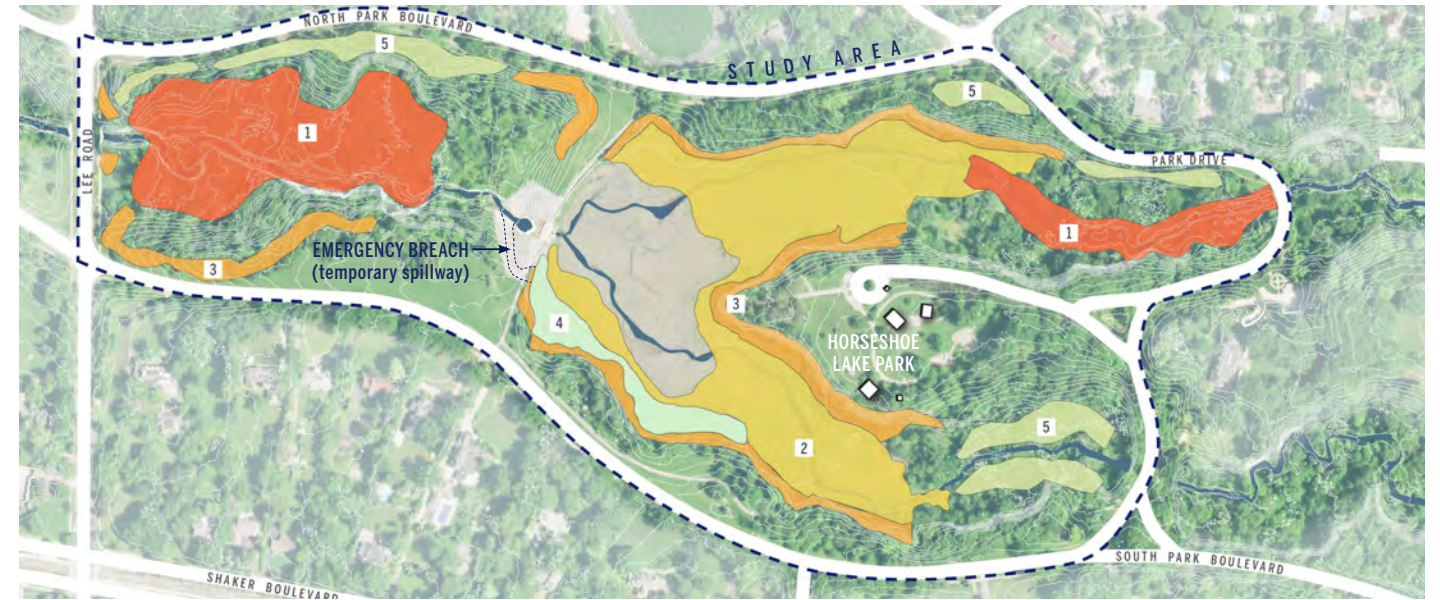 NORTH PARK BOULEVARD
5
STUDY AREA
5
1
LEE ROAD
PARK DRIVE
1
EMERGENCY BREACH
(temporary spillway)
3
3
4
HORSESHOE
LAKE PARK
5
2
SOUTH PARK BOULEVARD
SHAKER BOULEVARD